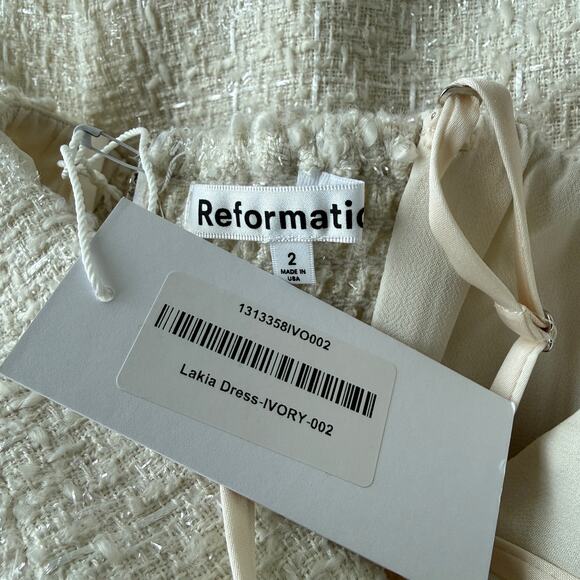 Reformatio
2
MADE IN
USA
1313358IVO002
Lakia Dress-IVORY-002